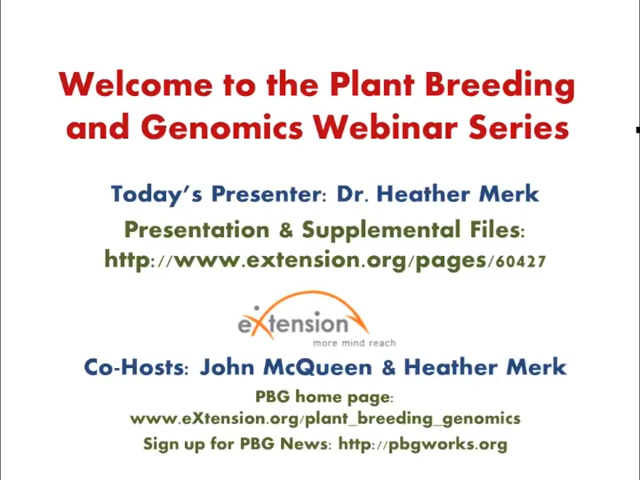 Welcome to the Plant Breeding
and Genomics Webinar Series
Today's Presenter: Dr. Heather Merk
Presentation & Supplemental Files:
http://www.extension.org/pages/60427
eXtension
more mind reach
Co-Hosts: John McQueen & Heather Merk
PBG home page:
www.eXtension.org/plant_breeding_genomics
Sign up for PBG News: http://pbgworks.org